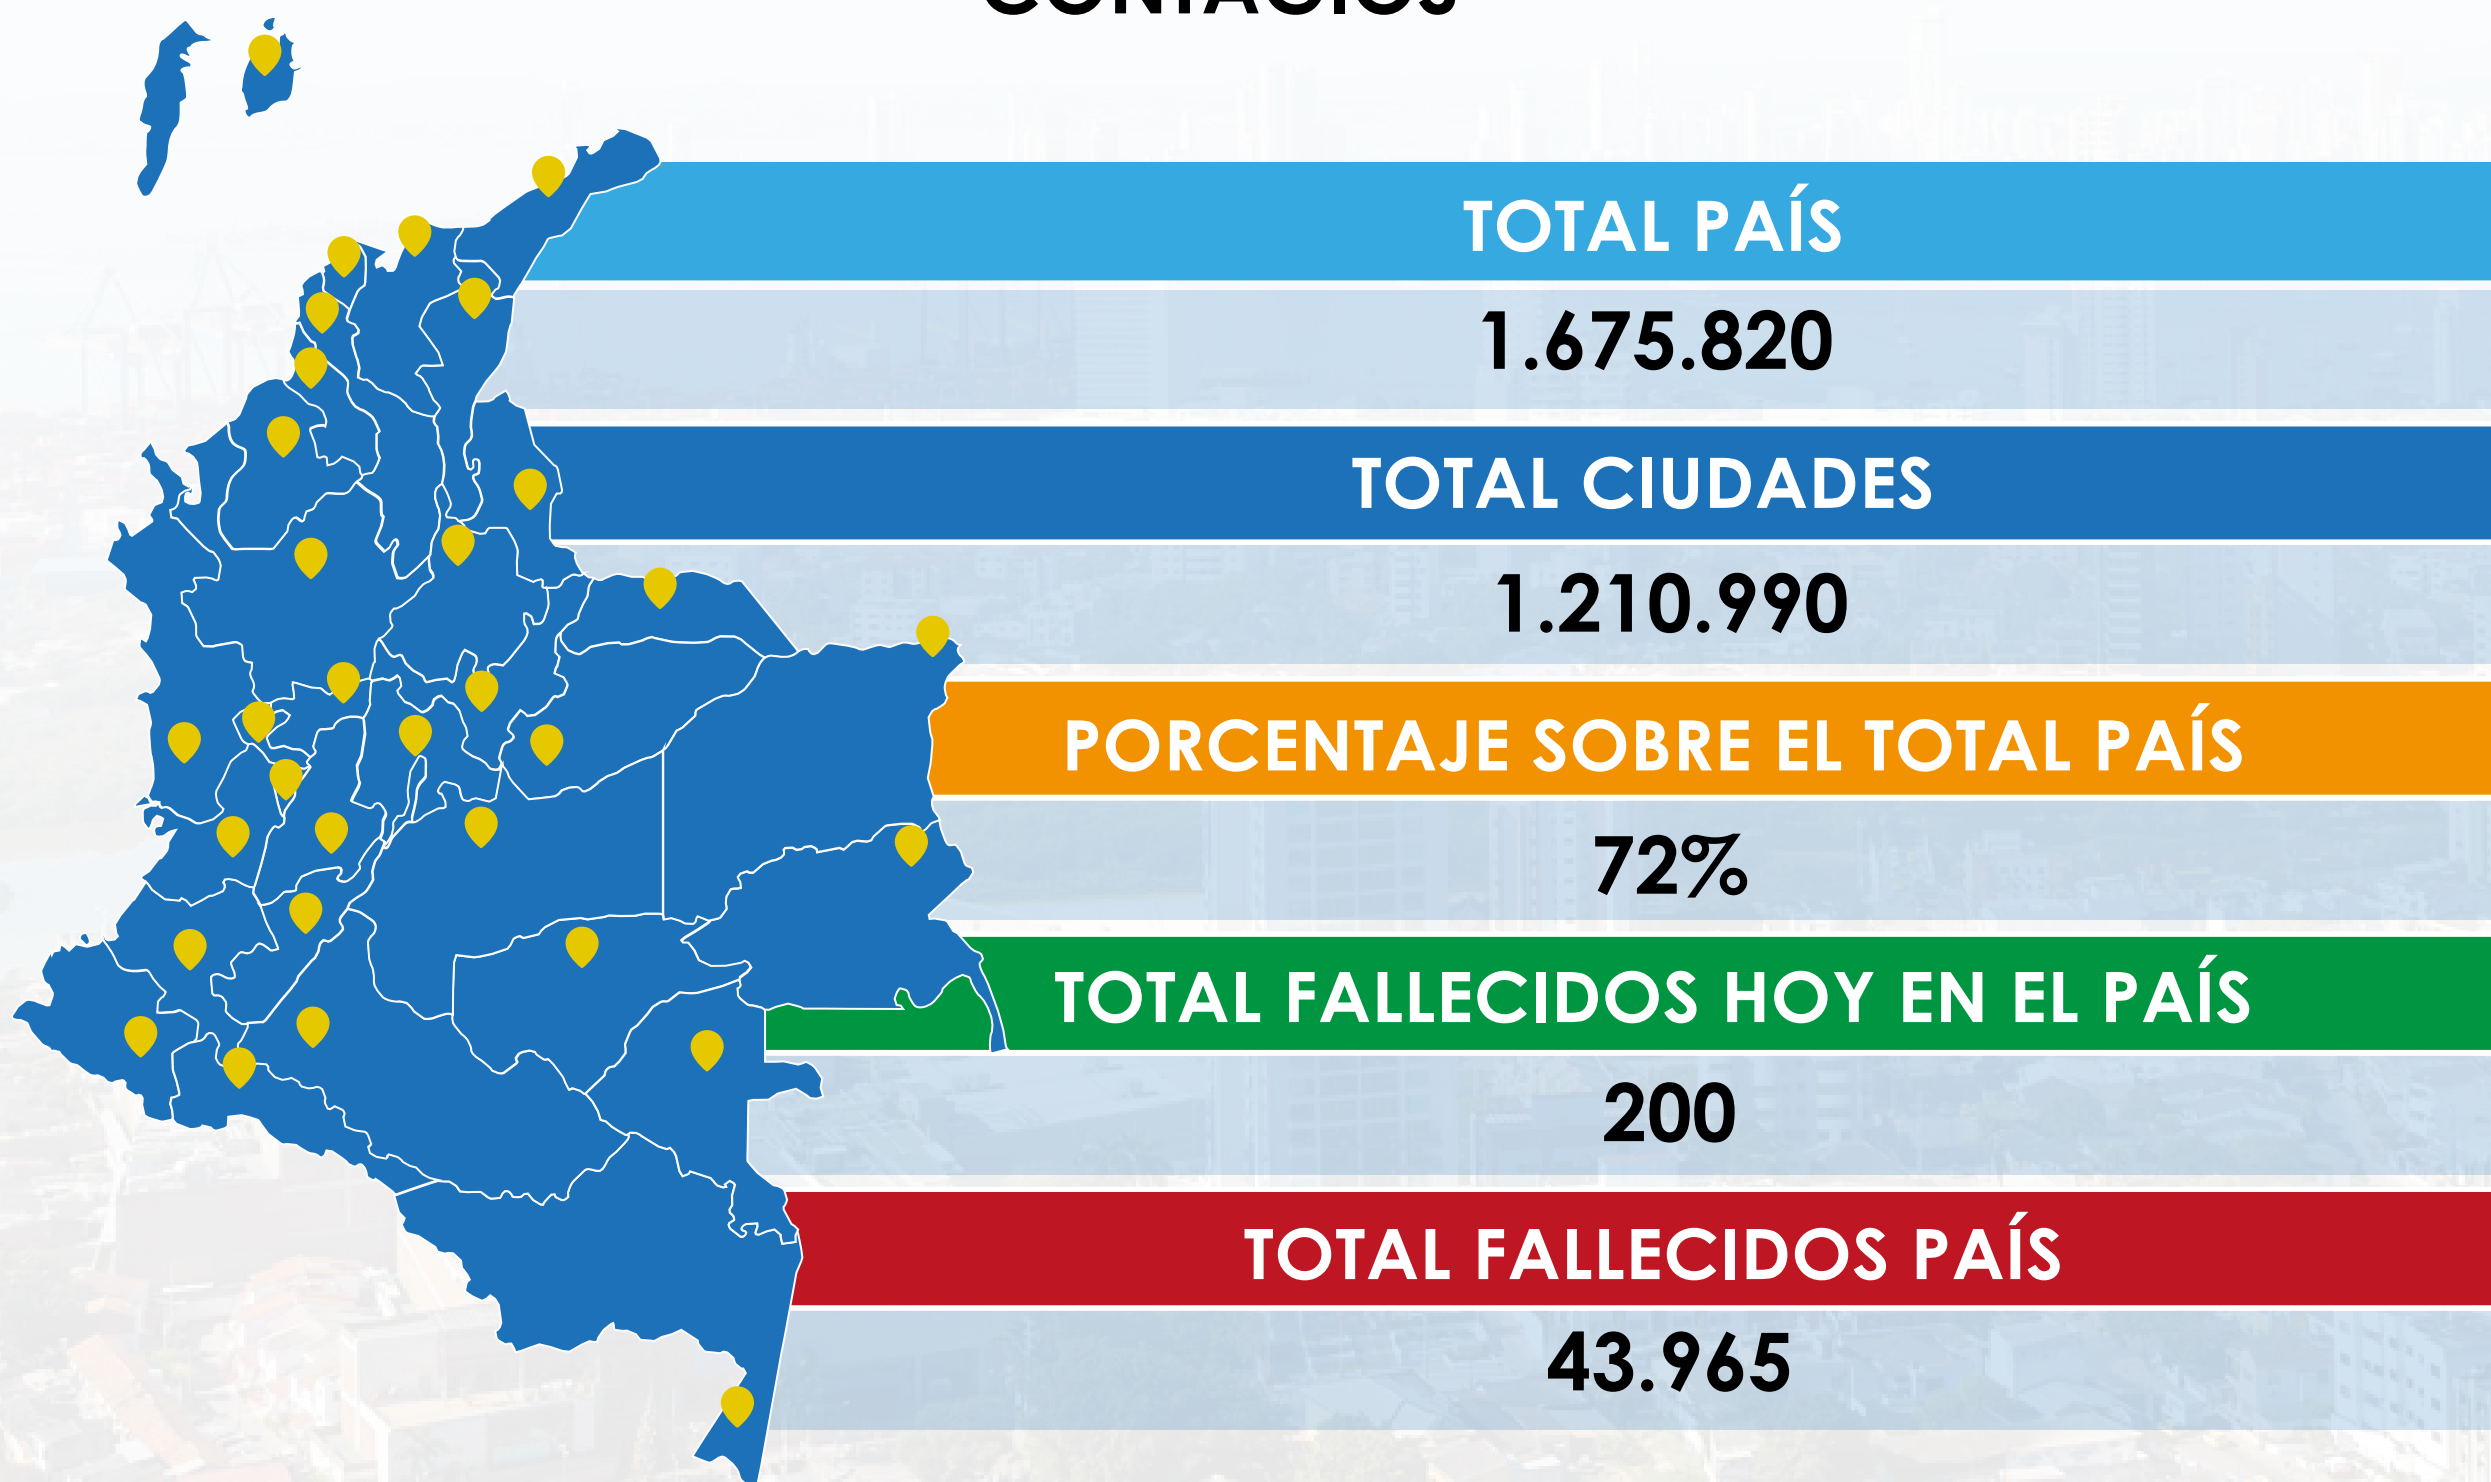 CONTAGIOS
TOTAL PAÍS
1.675.820
TOTAL CIUDADES
1.210.990
PORCENTAJE SOBRE EL TOTAL PAÍS
72%
TOTAL FALLECIDOS HOY EN EL PAÍS
200
TOTAL FALLECIDOS PAÍS
43.965